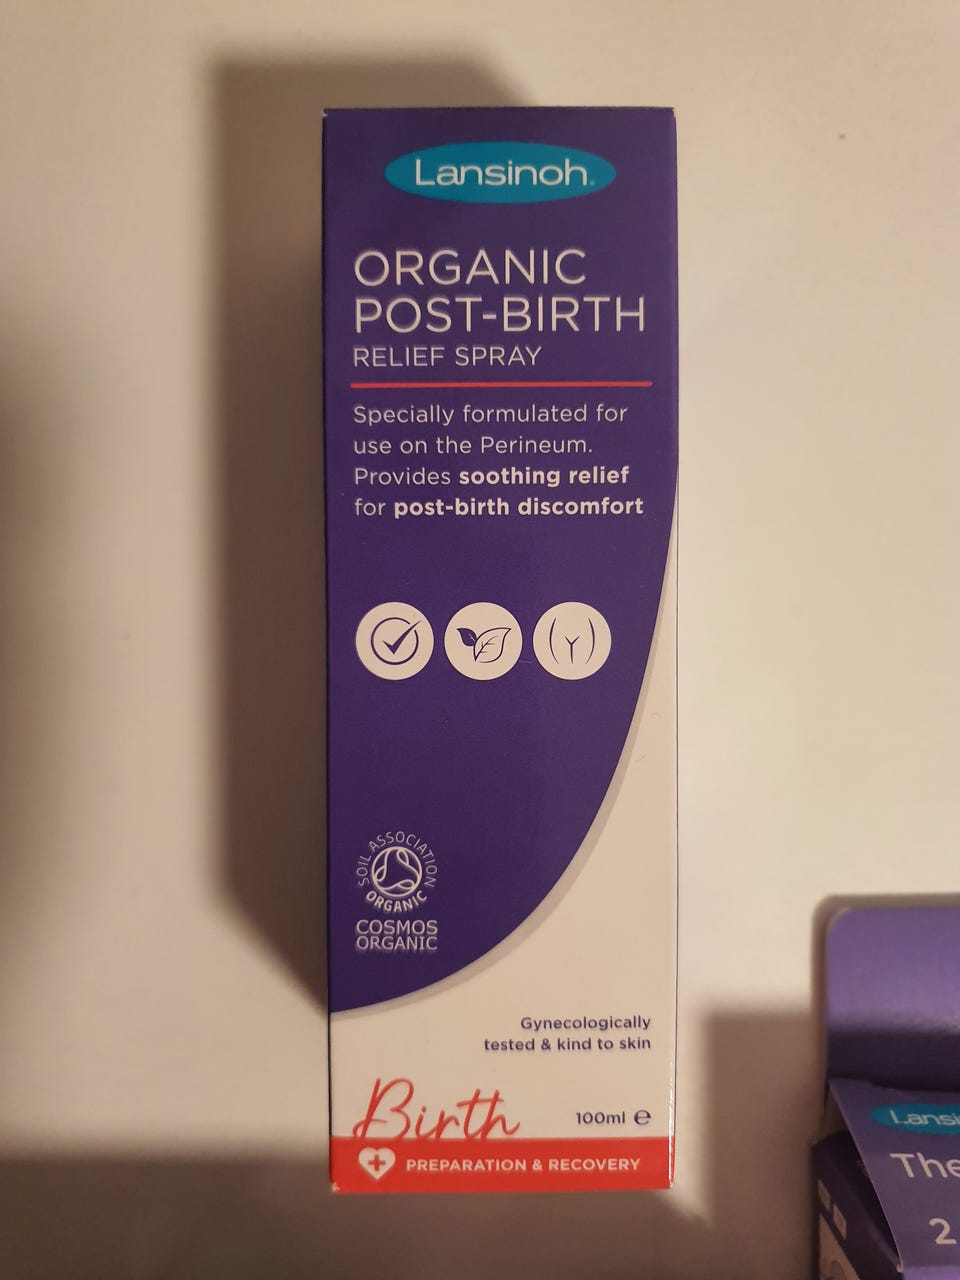 Lansinoh
ORGANIC
POST-BIRTH
RELIEF SPRAY
Specially formulated for
use on the Perineum.
Provides soothing relief
for post-birth discomfort
SOIL ASSOCIATION
ORGANIC
COSMOS
ORGANIC
Gynecologically
tested & kind to skin
Birth
100ml ℮
PREPARATION & RECOVERY
Lansi
The
2